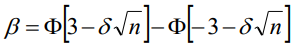 β = Φ[3 − δ√n] − Φ[−3 − δ√n]